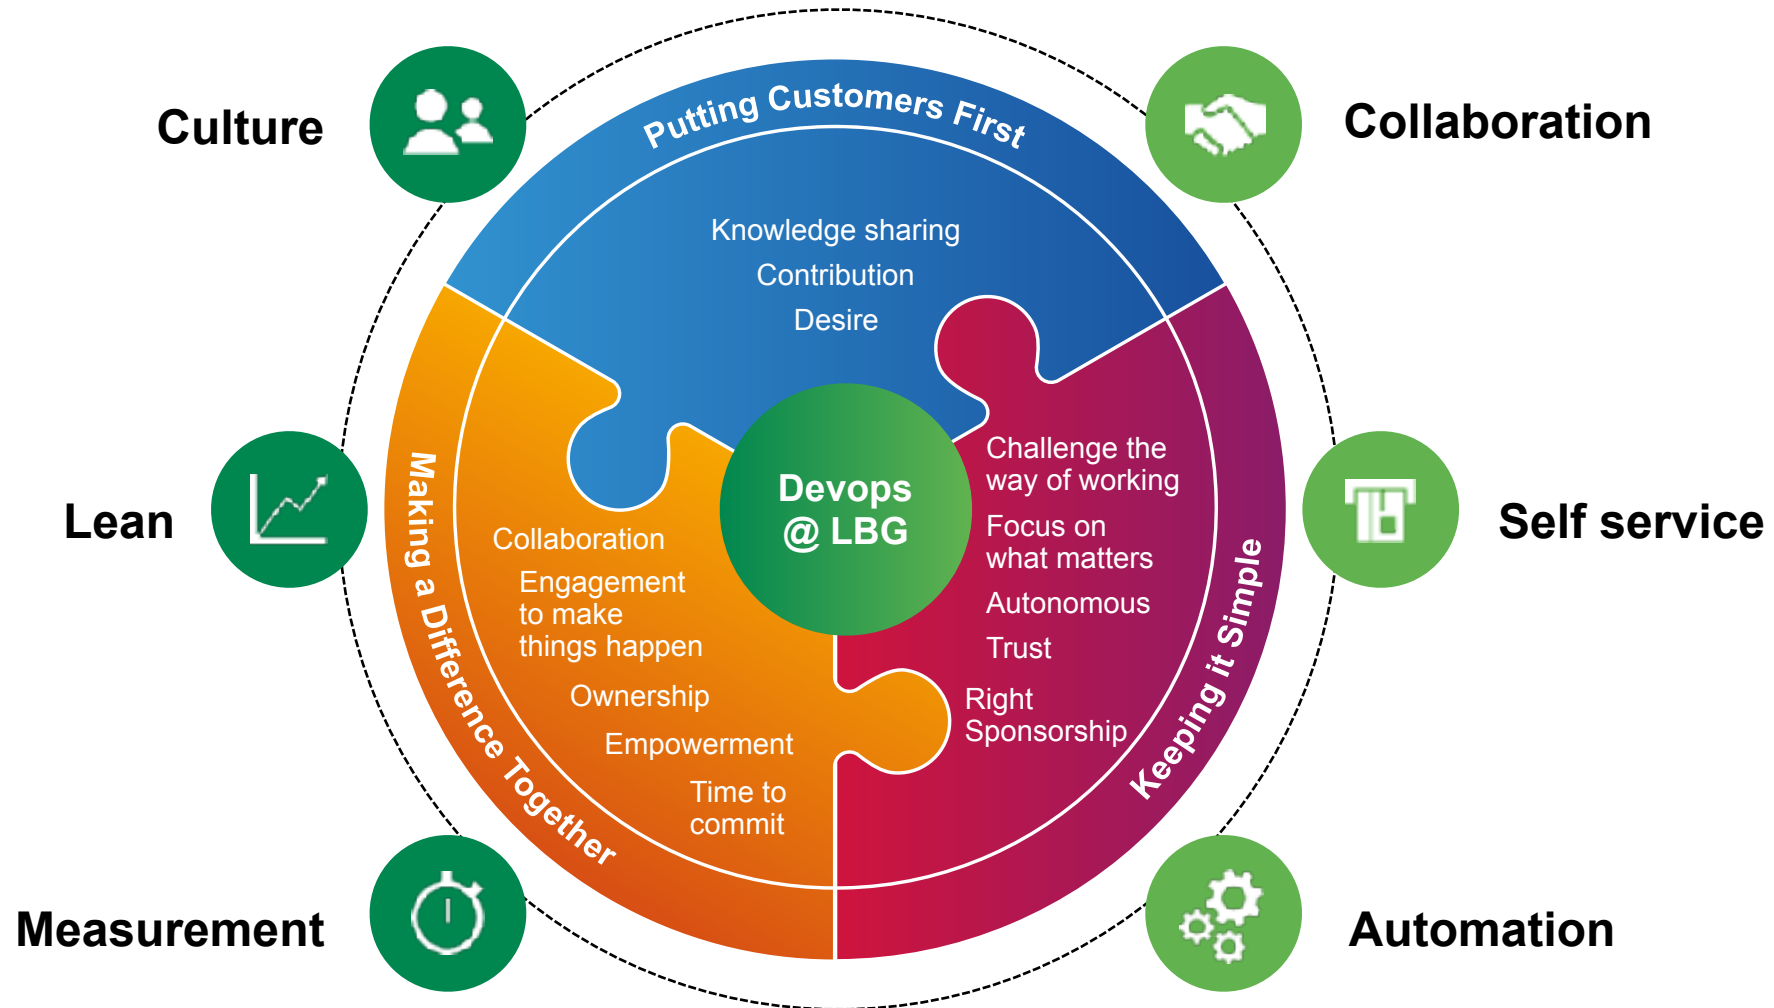 Culture
Collaboration
Putting Customers First
Knowledge sharing
Contribution
Desire
Lean
Self service
Devops
@ LBG
Making a Difference Together
Collaboration
Engagement
to make
things happen
Ownership
Empowerment
Time to
commit
Challenge the
way of working
Focus on
what matters
Autonomous
Trust
Right
Sponsorship
Keeping it Simple
Measurement
Automation